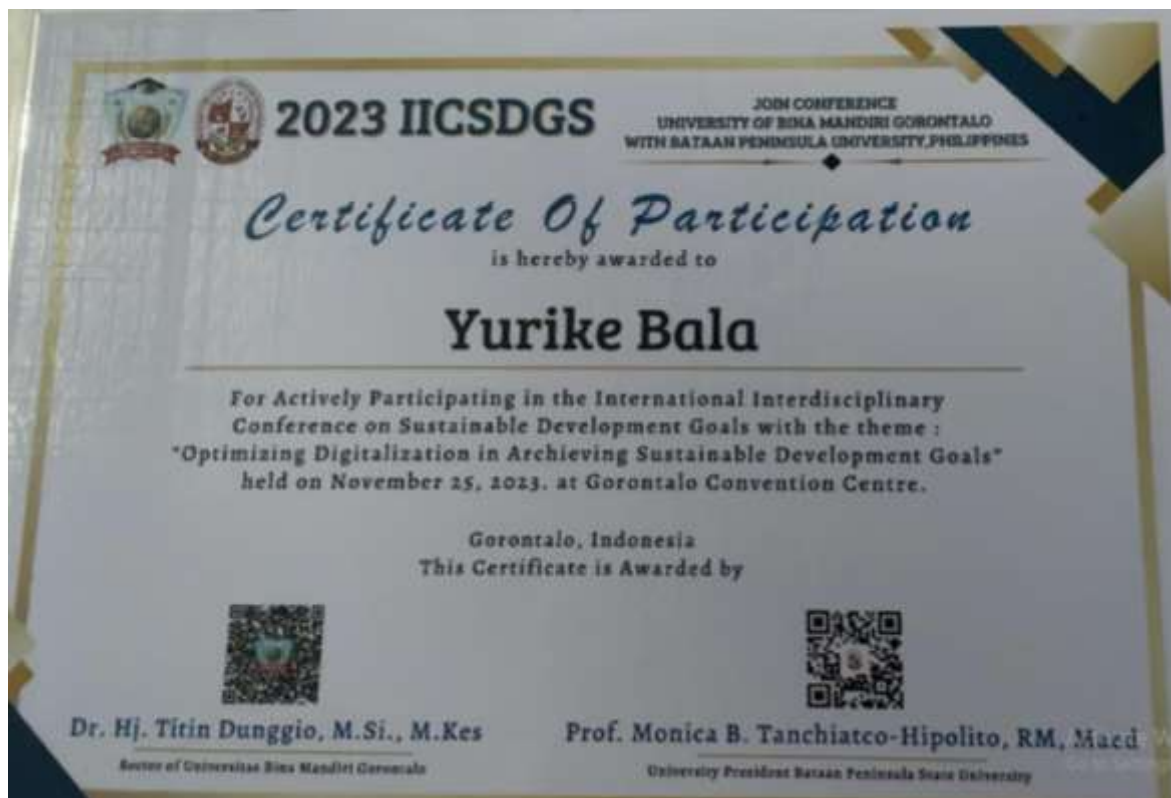 2023 IICSDGS
JOIN CONFERENCE
UNIVERSITY OF BINA MANDIRI GORONTALO
WITH BATAAN PENINSULA UNIVERSITY,PHILIPPINES
Certificate Of Participation
is hereby awarded to
Yurike Bala
For Actively Participating in the International Interdisciplinary
Conference on Sustainable Development Goals with the theme :
"Optimizing Digitalization in Archieving Sustainable Development Goals"
held on November 25, 2023. at Gorontalo Convention Centre.
Gorontalo, Indonesia
This Certificate is Awarded by
Dr. Hj. Titin Dunggio, M.Si., M.Kes
Rector of Universitas Bina Mandiri Gorontalo
Prof. Monica B. Tanchiatco-Hipolito, RM, Maed
University President Bataan Peninsula State University